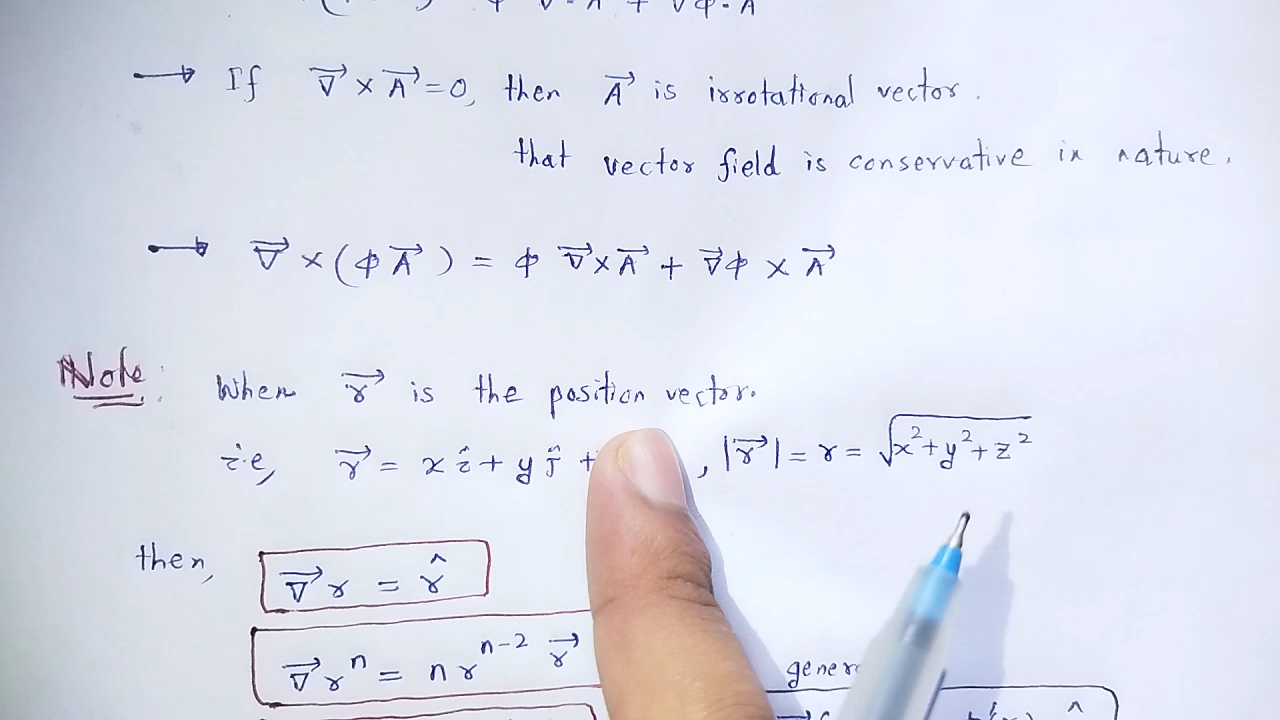 → If ∇⃗ × A⃗ = 0, then A⃗ is irrotational vector.
that vector field is conservative in nature.
→ ∇⃗ × (ϕ A⃗) = ϕ ∇⃗ × A⃗ + ∇⃗ϕ × A⃗
Note: When r⃗ is the position vector.
i.e, r⃗ = x î + y ĵ + , |r⃗| = r = √(x² + y² + z²)
then, ∇⃗ r = r̂
∇⃗ rⁿ = n rⁿ⁻² r⃗